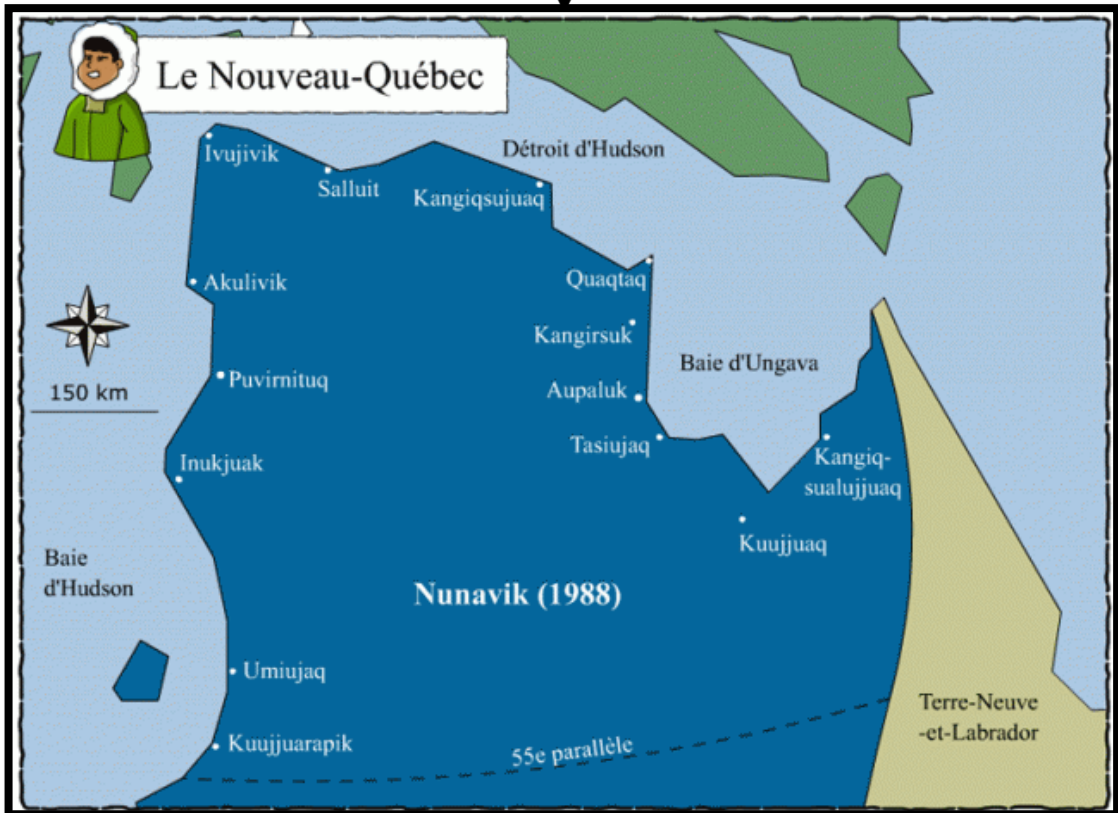 Le Nouveau-Québec
Ivujivik
Détroit d'Hudson
Salluit
Kangiqsujuaq
Quaqtaq
Akulivik
Kangirsuk
Baie d'Ungava
Puvirnituq
150 km
Aupaluk
Tasiujaq
Inukjuak
Kangiq-
sualujjuaq
Kuujjuaq
Baie
d'Hudson
Nunavik (1988)
Umiujaq
Terre-Neuve
-et-Labrador
Kuujjuarapik
55e parallèle